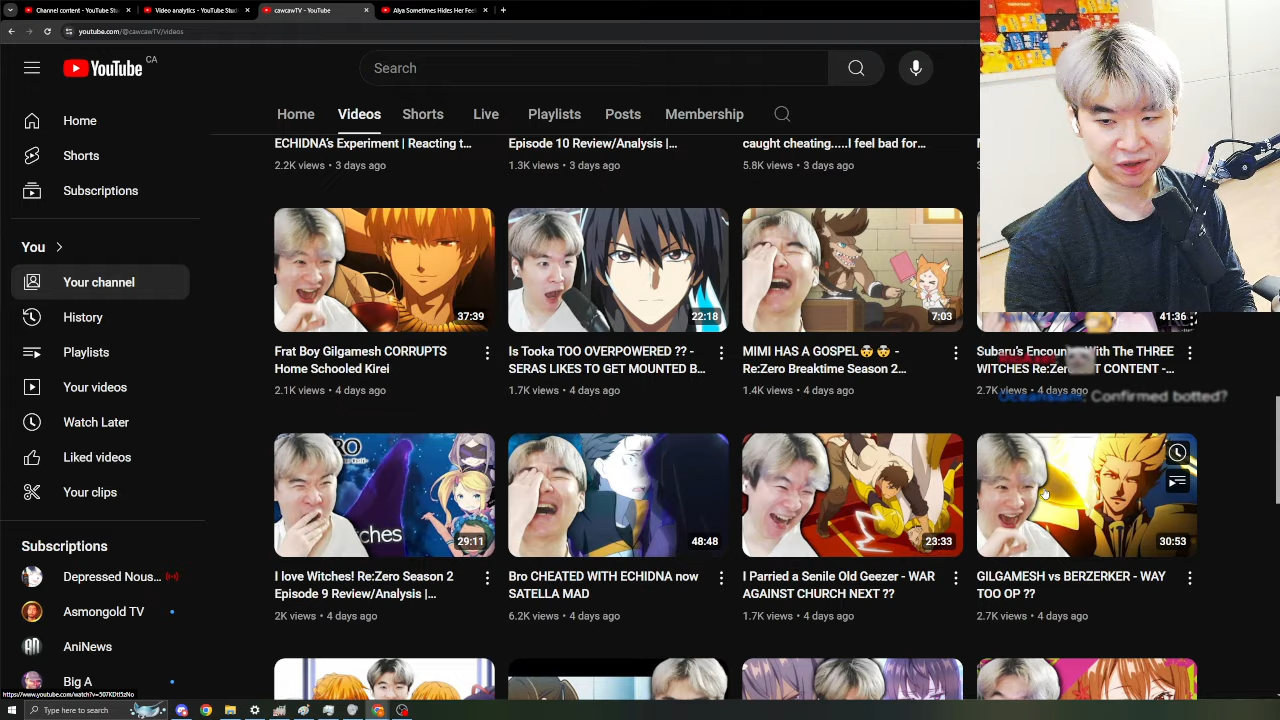 Channel content - YouTube Stu
Video analytics - YouTube Stud
cawcawTV - YouTube
Alya Sometimes Hides Her Feel
youtube.com/@cawcawTV/videos
YouTube CA
Search
Home
Videos
Shorts
Live
Playlists
Posts
Membership
Home
Shorts
Subscriptions
You
Your channel
History
Playlists
Your videos
Watch Later
Liked videos
Your clips
Subscriptions
Depressed Nous...
Asmongold TV
AniNews
Big A
ECHIDNA's Experiment | Reacting t...
2.2K views • 3 days ago
Episode 10 Review/Analysis |...
1.3K views • 3 days ago
caught cheating.....I feel bad for...
5.8K views • 3 days ago
37:39
Frat Boy Gilgamesh CORRUPTS
Home Schooled Kirei
2.1K views • 4 days ago
22:18
Is Tooka TOO OVERPOWERED ?? -
SERAS LIKES TO GET MOUNTED B...
1.7K views • 4 days ago
7:03
MIMI HAS A GOSPEL🤯 🤯 -
Re:Zero Breaktime Season 2...
1.4K views • 4 days ago
41:36
Subaru's Encoun With The THREE
WITCHES Re:Ze T CONTENT -...
2.7K views • 4 days ago
Confirmed botted?
29:11
I love Witches! Re:Zero Season 2
Episode 9 Review/Analysis |...
2K views • 4 days ago
48:48
Bro CHEATED WITH ECHIDNA now
SATELLA MAD
6.2K views • 4 days ago
23:33
I Parried a Senile Old Geezer - WAR
AGAINST CHURCH NEXT ??
1.7K views • 4 days ago
30:53
GILGAMESH vs BERZERKER - WAY
TOO OP ??
2.7K views • 4 days ago
Type here to search